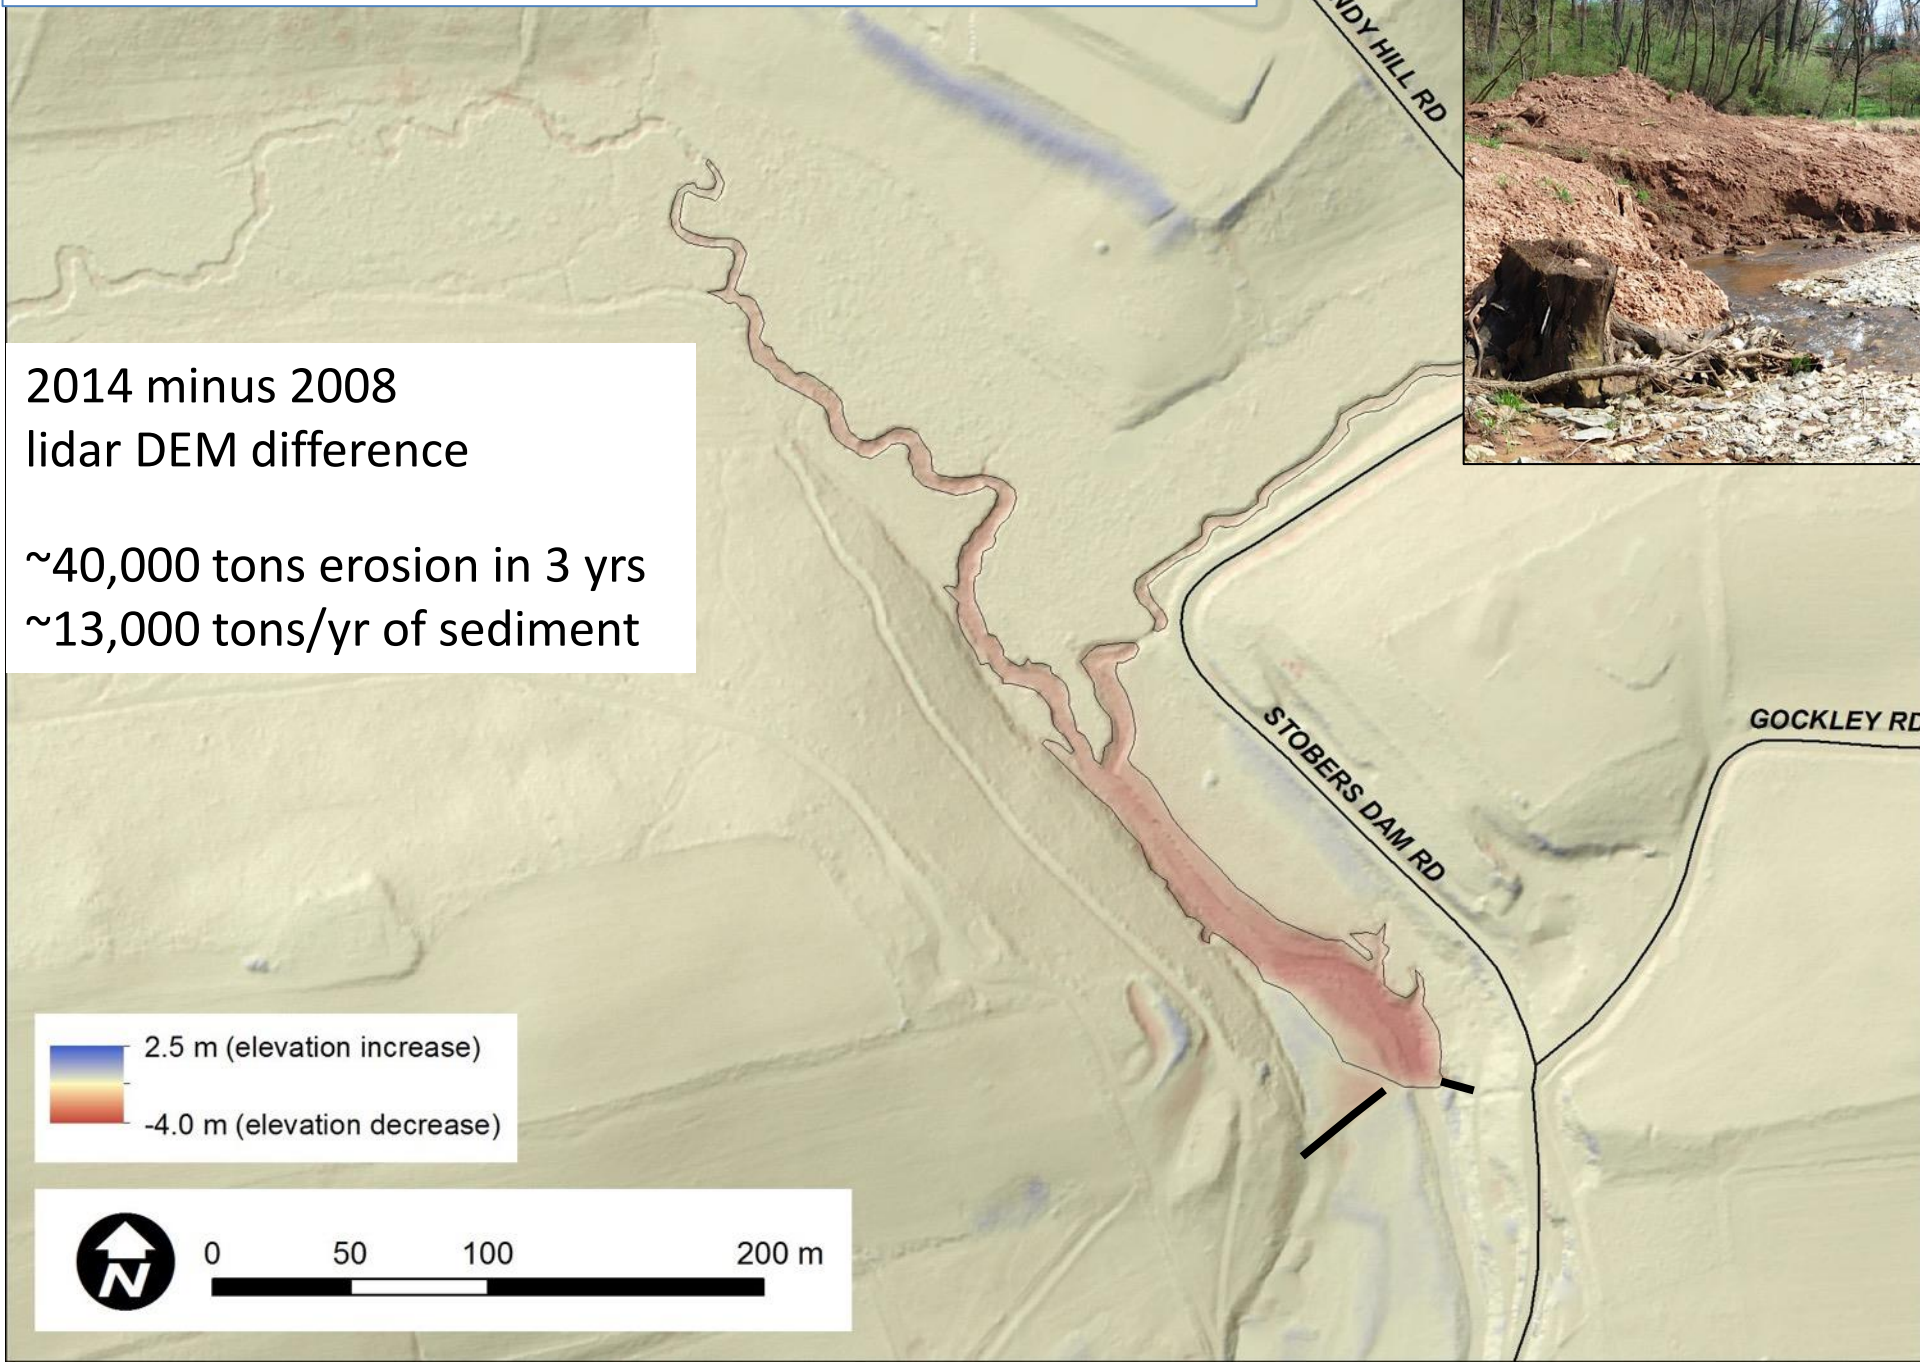 NDY HILL RD
2014 minus 2008
lidar DEM difference
~40,000 tons erosion in 3 yrs
~13,000 tons/yr of sediment
STOBERS DAM RD
GOCKLEY RD
2.5 m (elevation increase)
-4.0 m (elevation decrease)
N
0 50 100 200 m